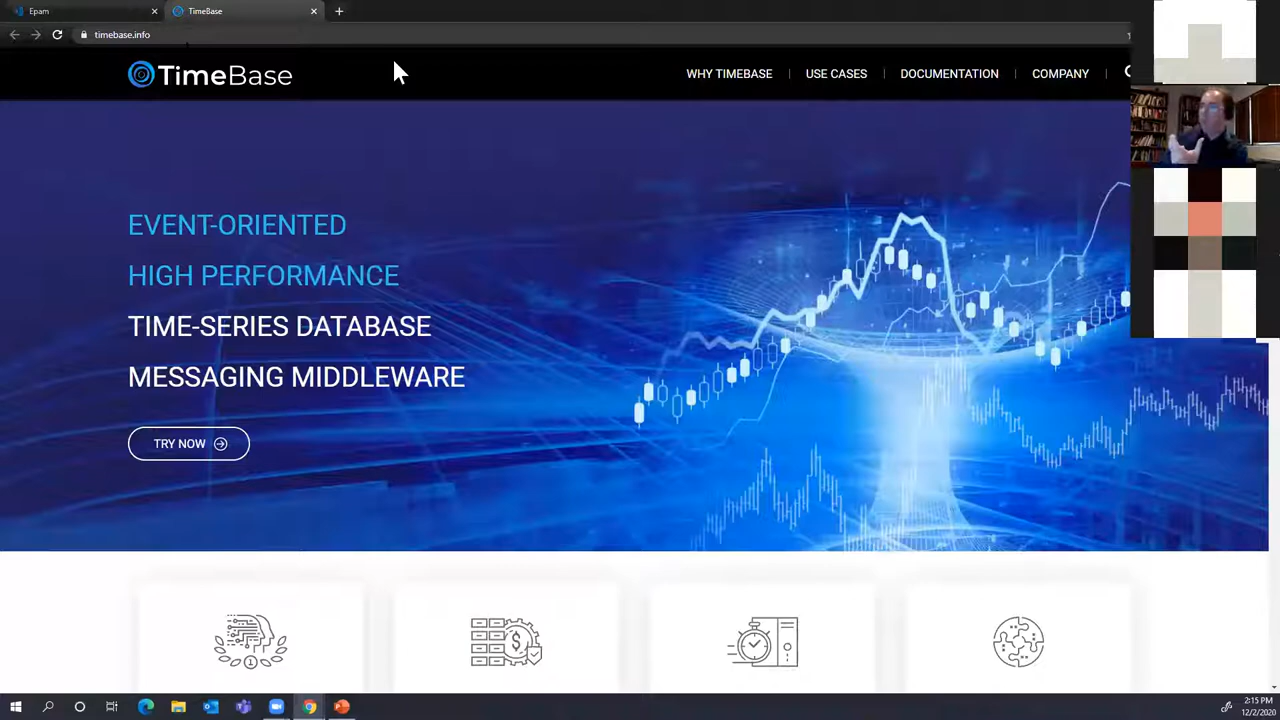 Epam
TimeBase
timebase.info
TimeBase
WHY TIMEBASE
USE CASES
DOCUMENTATION
COMPANY
EVENT-ORIENTED
HIGH PERFORMANCE
TIME-SERIES DATABASE
MESSAGING MIDDLEWARE
TRY NOW
2:15 PM
12/2/2020